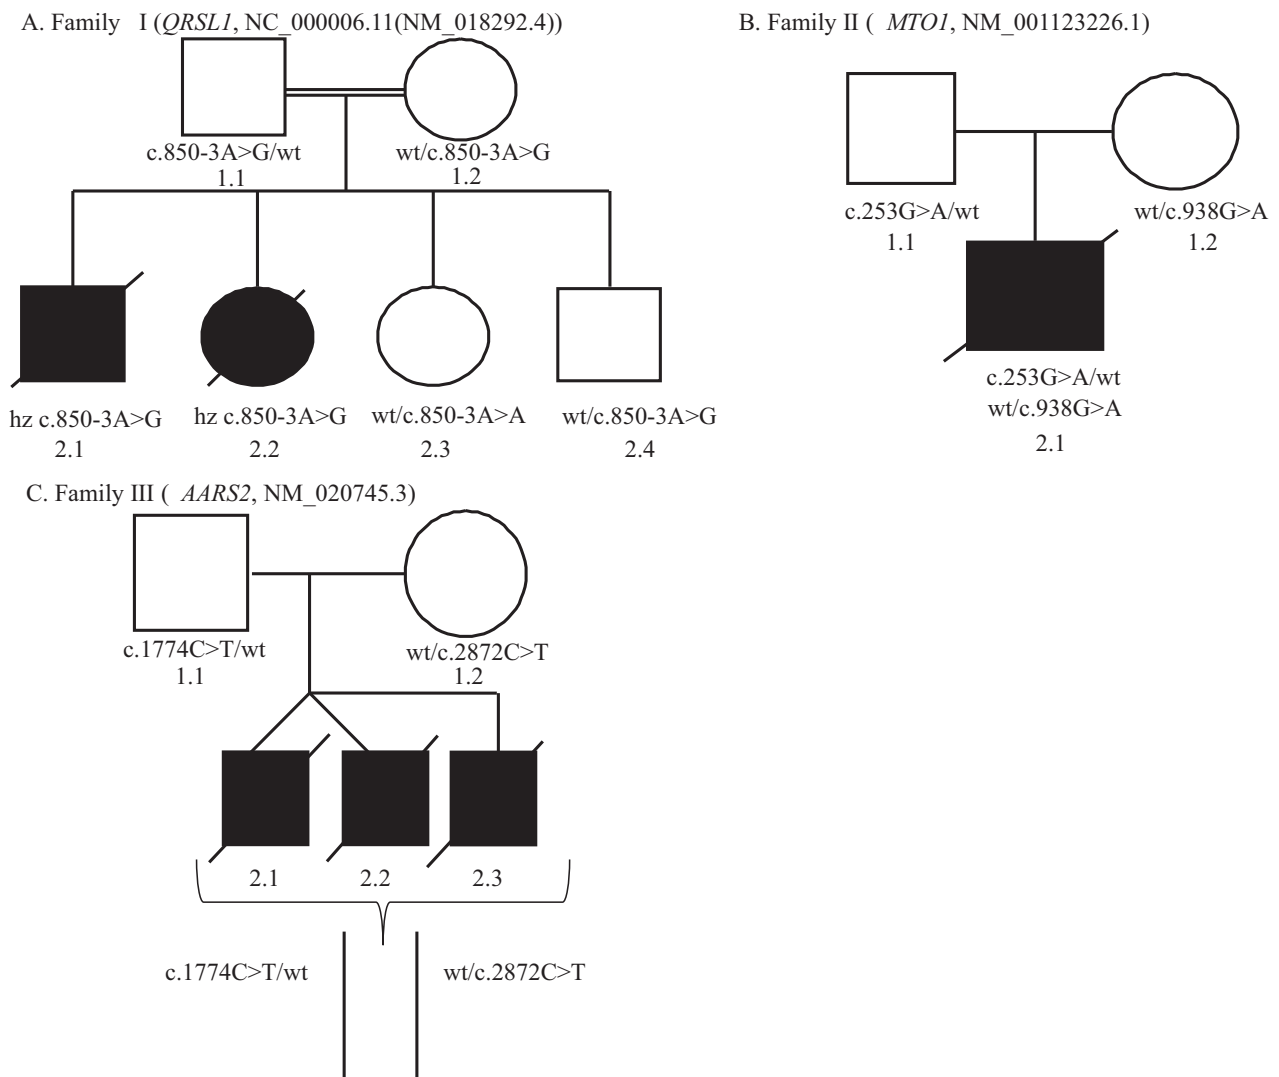 A. Family I (QRSL1, NC_000006.11(NM_018292.4))
c.850-3A>G/wt
1.1
wt/c.850-3A>G
1.2
hz c.850-3A>G
2.1
hz c.850-3A>G
2.2
wt/c.850-3A>A
2.3
wt/c.850-3A>G
2.4
B. Family II ( MTO1, NM_001123226.1)
c.253G>A/wt
1.1
wt/c.938G>A
1.2
c.253G>A/wt
wt/c.938G>A
2.1
C. Family III ( AARS2, NM_020745.3)
c.1774C>T/wt
1.1
wt/c.2872C>T
1.2
2.1
2.2
2.3
c.1774C>T/wt
wt/c.2872C>T